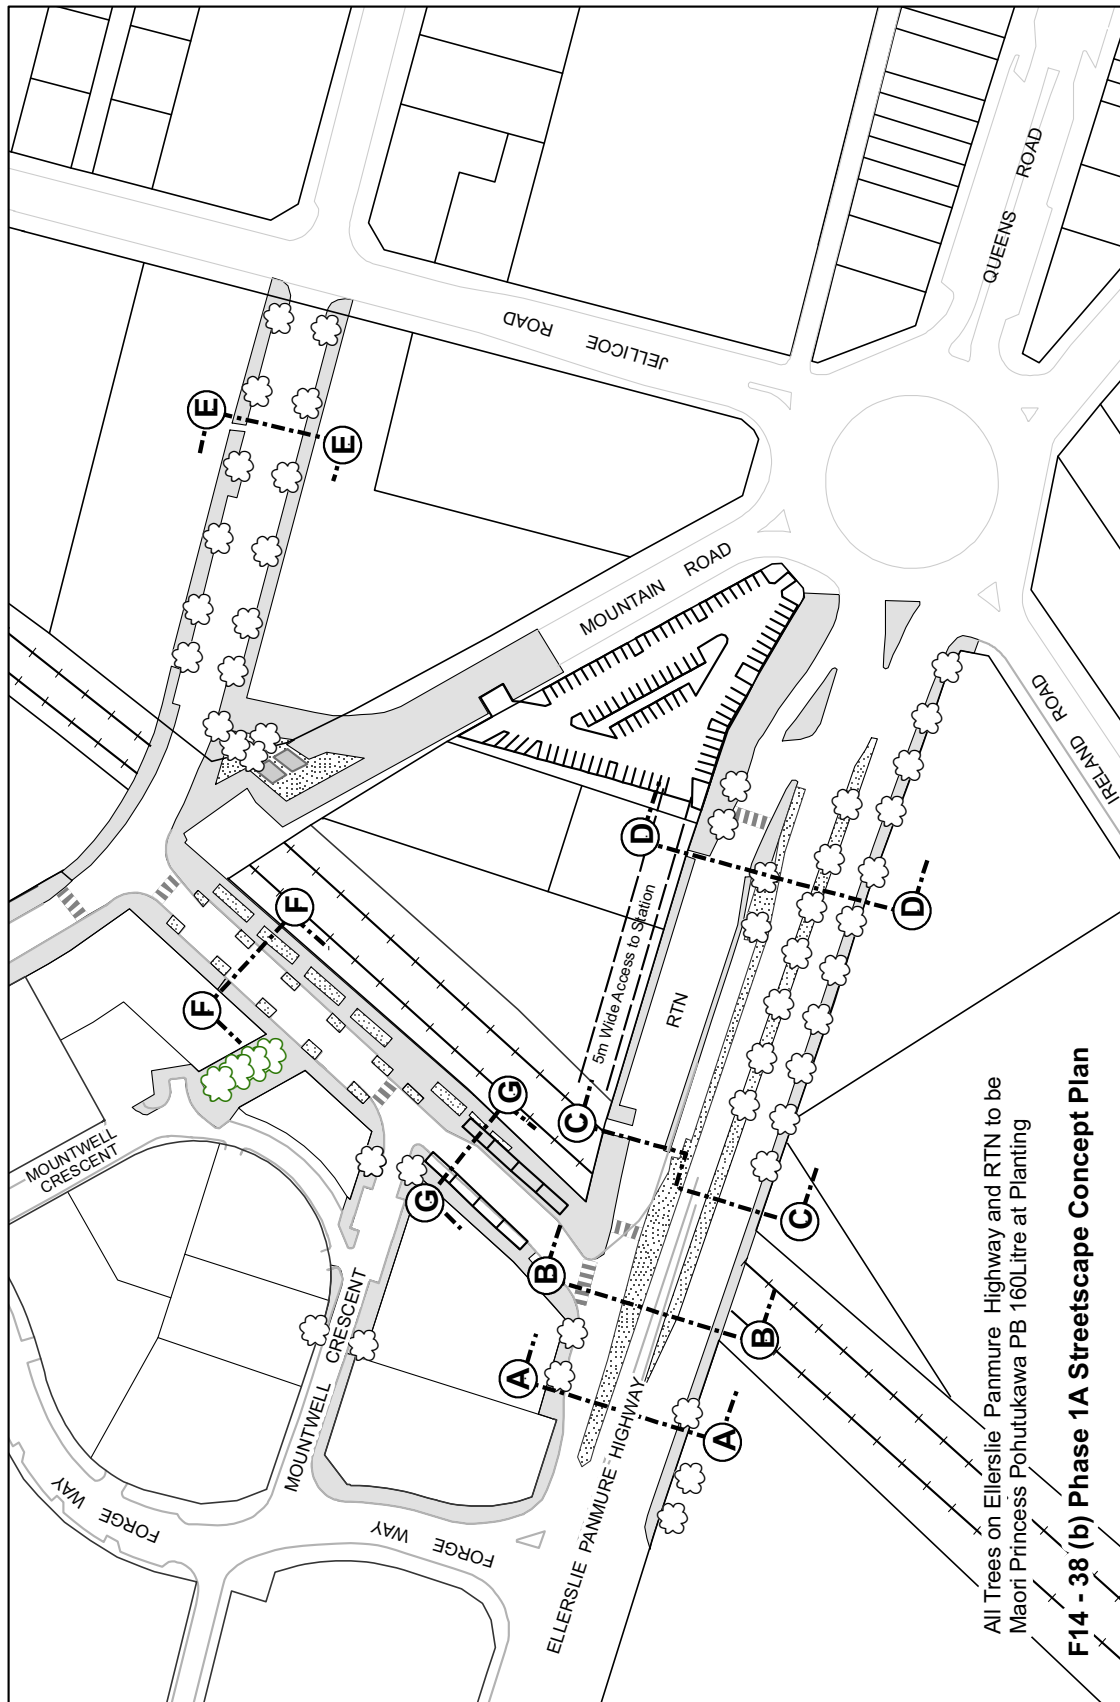 QUEENS ROAD
JELLICOE ROAD
E
E
MOUNTAIN ROAD
IRELAND ROAD
D
D
F
F
5m Wide Access to Station
RTN
G
G
C
C
MOUNTWELL
CRESCENT
B
B
A
A
MOUNTWELL CRESCENT
FORGE WAY
FORGE WAY
ELLERSLIE PANMURE HIGHWAY
All Trees on Ellerslie Panmure Highway and RTN to be
Maori Princess Pohutukawa PB 160Litre at Planting
F14 - 38 (b) Phase 1A Streetscape Concept Plan